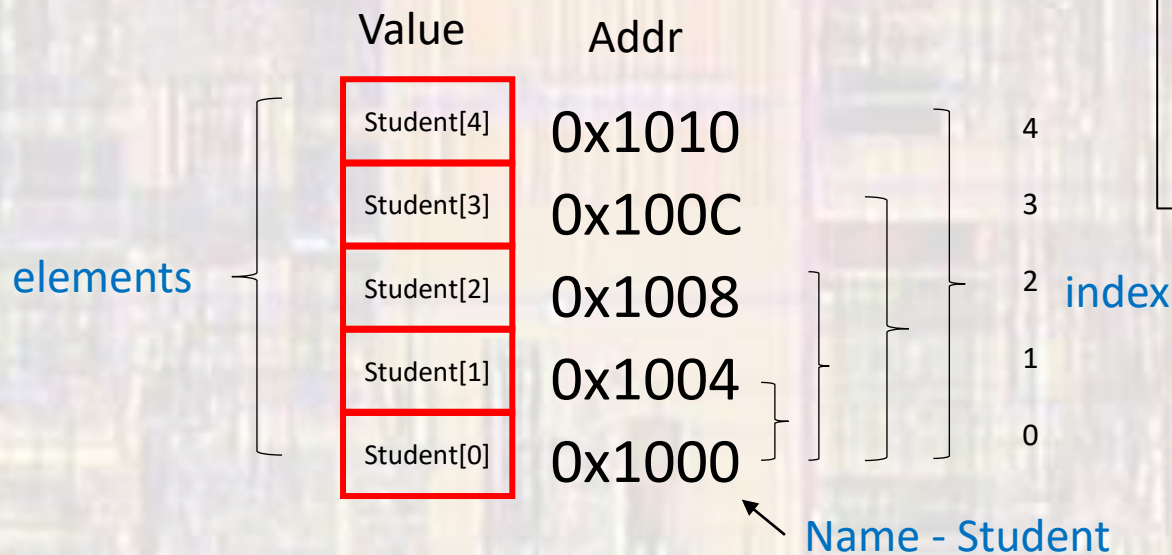 Value Addr
Student[4] 0x1010 4
Student[3] 0x100C 3
elements Student[2] 0x1008 2 index
Student[1] 0x1004 1
Student[0] 0x1000 0
Name - Student